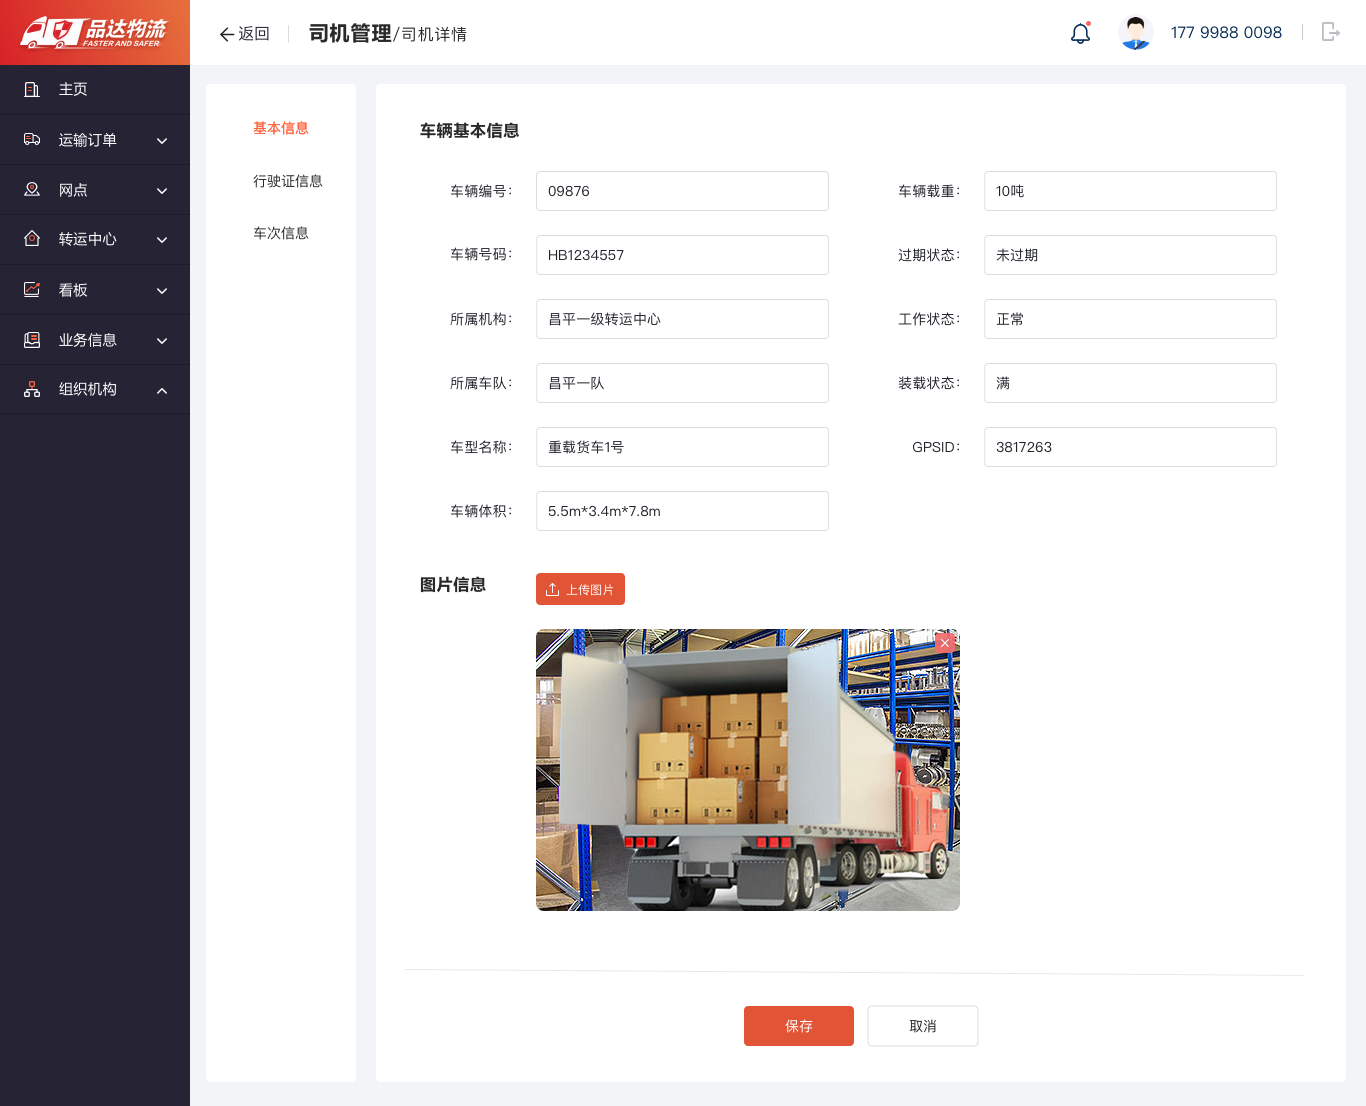 品达物流
FASTER AND SAFER
返回
司机管理/司机详情
177 9988 0098
主页
运输订单
网点
转运中心
看板
业务信息
组织机构
基本信息
行驶证信息
车次信息
车辆基本信息
车辆编号： 09876
车辆载重： 10吨
车辆号码： HB1234557
过期状态： 未过期
所属机构： 昌平一级转运中心
工作状态： 正常
所属车队： 昌平一队
装载状态： 满
车型名称： 重载货车1号
GPSID： 3817263
车辆体积： 5.5m*3.4m*7.8m
图片信息
上传图片
保存
取消